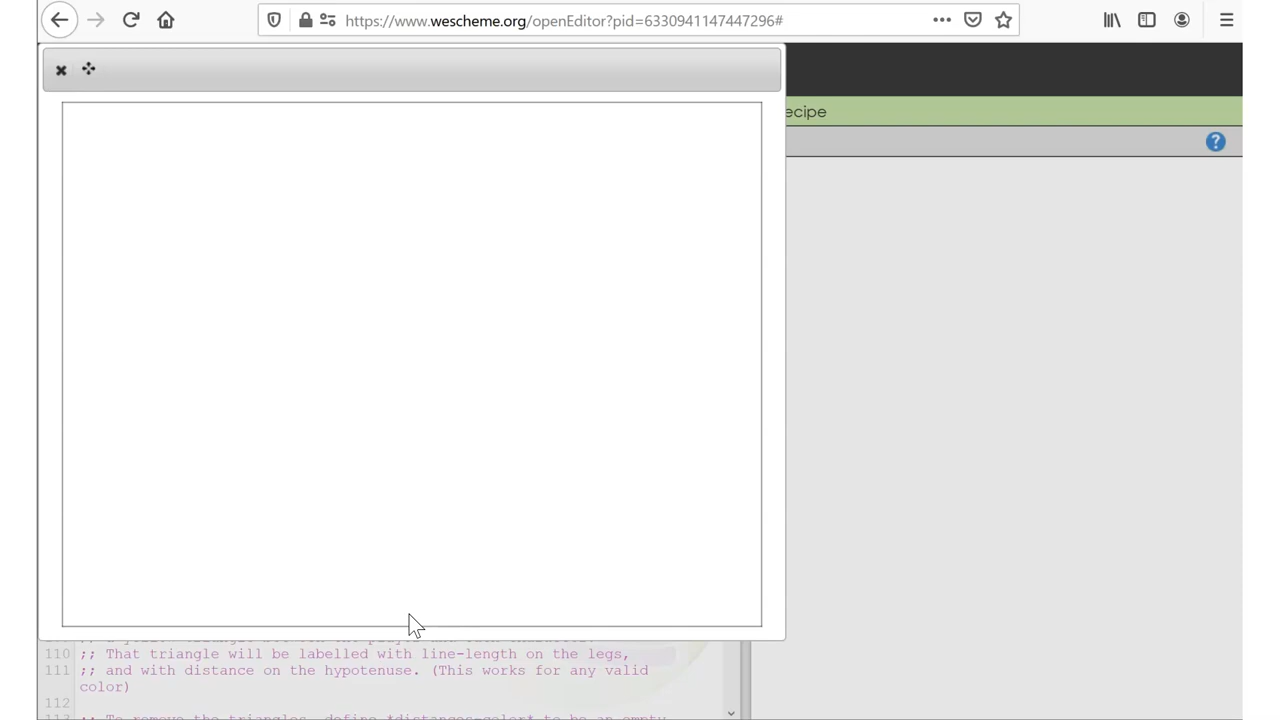 https://www.wescheme.org/openEditor?pid=6330941147447296#
ecipe
?
110 ;; That triangle will be labelled with line-length on the legs,
111 ;; and with distance on the hypotenuse. (This works for any valid
color)
112